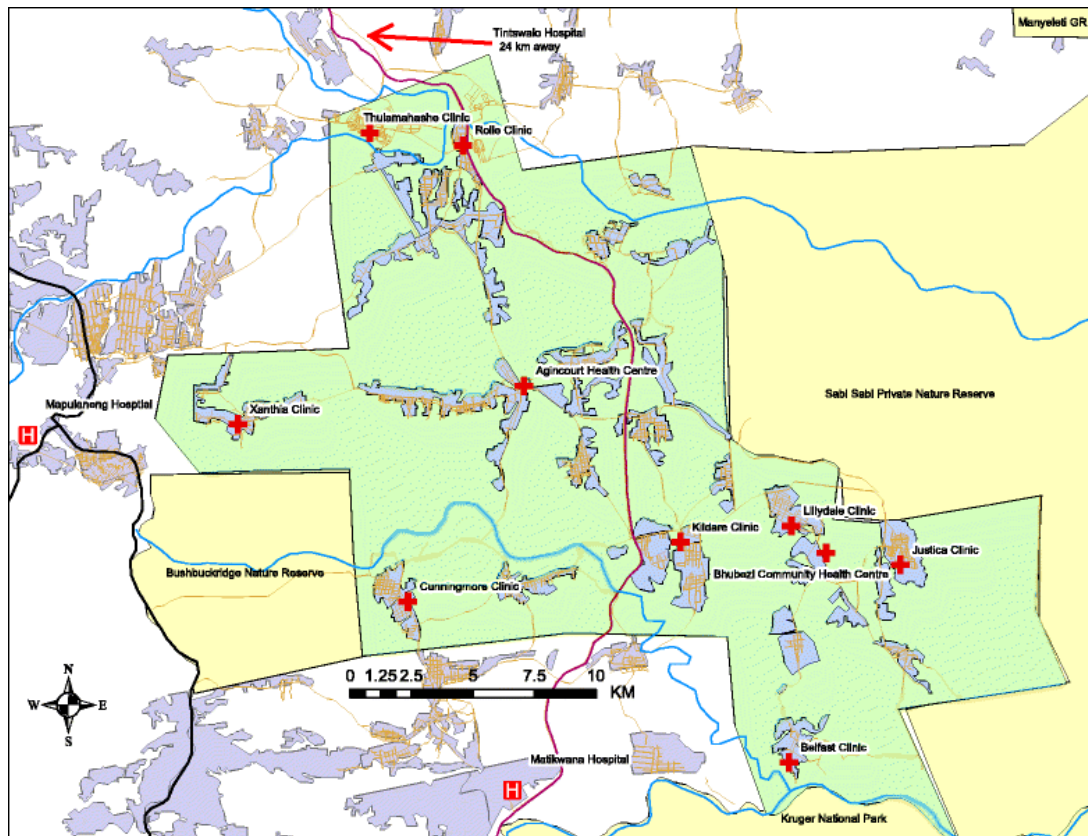 Manyeleti GR
Tintswalo Hospital
24 km away
Thulamahashe Clinic
Rolle Clinic
Agincourt Health Centre
Sabi Sabi Private Nature Reserve
Mapulaneng Hosptial
Xanthia Clinic
H
Lillydale Clinic
Kildare Clinic
Justica Clinic
Bhubezi Community Health Centre
Bushbuckridge Nature Reserve
Cunningmore Clinic
N
W E
S
0 1.25 2.5 5 7.5 10
KM
Belfast Clinic
Matikwana Hospital
H
Kruger National Park